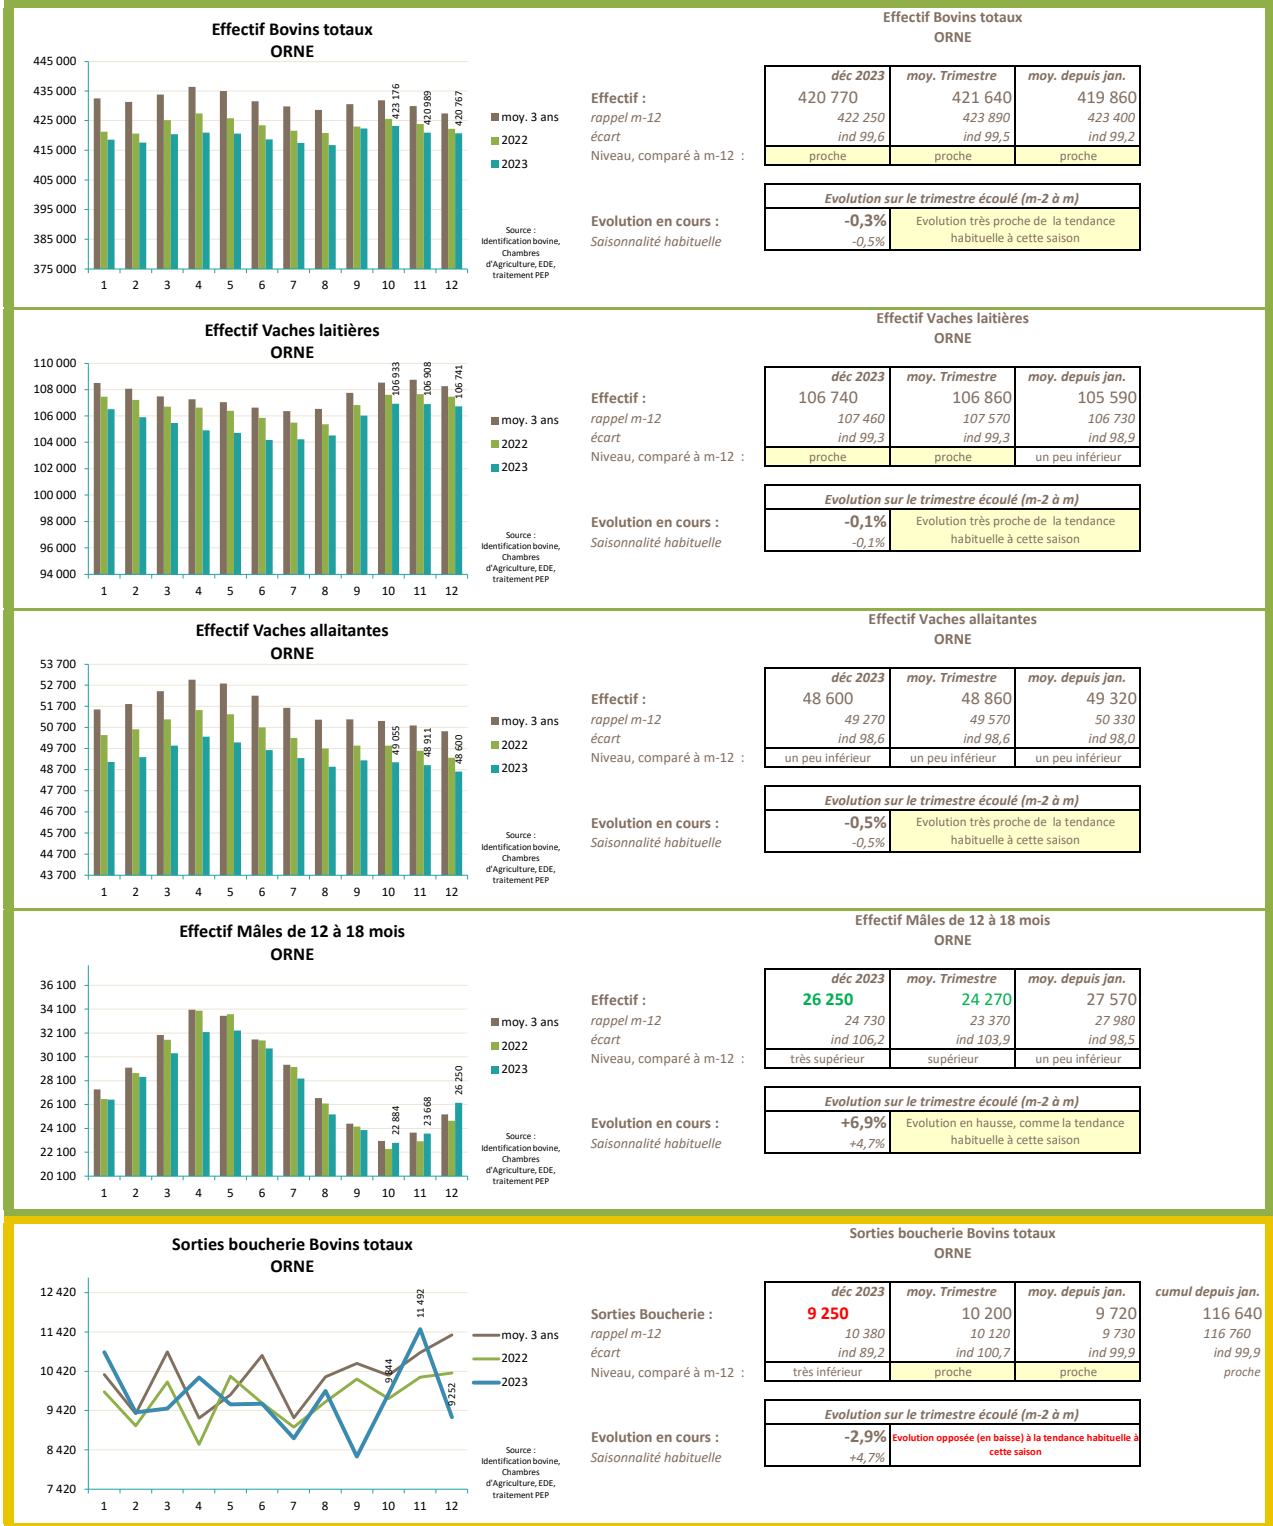 Effectif Bovins totaux
ORNE
445 000
435 000
425 000
415 000
405 000
395 000
385 000
375 000
1 2 3 4 5 6 7 8 9 10 11 12
423 176
420 989
420 767
moy. 3 ans
2022
2023
Source :
Identification bovine,
Chambres
d'Agriculture, EDE,
traitement PEP
Effectif Bovins totaux
ORNE
déc 2023 moy. Trimestre moy. depuis jan.
Effectif : 420 770 421 640 419 860
rappel m-12 422 250 423 890 423 400
écart ind 99,6 ind 99,5 ind 99,2
Niveau, comparé à m-12 : proche proche proche
Evolution sur le trimestre écoulé (m-2 à m)
Evolution en cours : -0,3% Evolution très proche de la tendance
Saisonnalité habituelle -0,5% habituelle à cette saison
Effectif Vaches laitières
ORNE
110 000
108 000
106 000
104 000
102 000
100 000
98 000
96 000
94 000
1 2 3 4 5 6 7 8 9 10 11 12
106 933
106 908
106 741
moy. 3 ans
2022
2023
Source :
Identification bovine,
Chambres
d'Agriculture, EDE,
traitement PEP
Effectif Vaches laitières
ORNE
déc 2023 moy. Trimestre moy. depuis jan.
Effectif : 106 740 106 860 105 590
rappel m-12 107 460 107 570 106 730
écart ind 99,3 ind 99,3 ind 98,9
Niveau, comparé à m-12 : proche proche un peu inférieur
Evolution sur le trimestre écoulé (m-2 à m)
Evolution en cours : -0,1% Evolution très proche de la tendance
Saisonnalité habituelle -0,1% habituelle à cette saison
Effectif Vaches allaitantes
ORNE
53 700
52 700
51 700
50 700
49 700
48 700
47 700
46 700
45 700
44 700
43 700
1 2 3 4 5 6 7 8 9 10 11 12
49 055
48 911
48 600
moy. 3 ans
2022
2023
Source :
Identification bovine,
Chambres
d'Agriculture, EDE,
traitement PEP
Effectif Vaches allaitantes
ORNE
déc 2023 moy. Trimestre moy. depuis jan.
Effectif : 48 600 48 860 49 320
rappel m-12 49 270 49 570 50 330
écart ind 98,6 ind 98,6 ind 98,0
Niveau, comparé à m-12 : un peu inférieur un peu inférieur un peu inférieur
Evolution sur le trimestre écoulé (m-2 à m)
Evolution en cours : -0,5% Evolution très proche de la tendance
Saisonnalité habituelle -0,5% habituelle à cette saison
Effectif Mâles de 12 à 18 mois
ORNE
36 100
34 100
32 100
30 100
28 100
26 100
24 100
22 100
20 100
1 2 3 4 5 6 7 8 9 10 11 12
22 884
23 668
26 250
moy. 3 ans
2022
2023
Source :
Identification bovine,
Chambres
d'Agriculture, EDE,
traitement PEP
Effectif Mâles de 12 à 18 mois
ORNE
déc 2023 moy. Trimestre moy. depuis jan.
Effectif : 26 250 24 270 27 570
rappel m-12 24 730 23 370 27 980
écart ind 106,2 ind 103,9 ind 98,5
Niveau, comparé à m-12 : très supérieur supérieur un peu inférieur
Evolution sur le trimestre écoulé (m-2 à m)
Evolution en cours : +6,9% Evolution en hausse, comme la tendance
Saisonnalité habituelle +4,7% habituelle à cette saison
Sorties boucherie Bovins totaux
ORNE
12 420
11 420
10 420
9 420
8 420
7 420
1 2 3 4 5 6 7 8 9 10 11 12
9 844
11 492
9 252
moy. 3 ans
2022
2023
Source :
Identification bovine,
Chambres
d'Agriculture, EDE,
traitement PEP
Sorties boucherie Bovins totaux
ORNE
déc 2023 moy. Trimestre moy. depuis jan. cumul depuis jan.
Sorties Boucherie : 9 250 10 200 9 720 116 640
rappel m-12 10 380 10 120 9 730 116 760
écart ind 89,2 ind 100,7 ind 99,9 ind 99,9
Niveau, comparé à m-12 : très inférieur proche proche proche
Evolution sur le trimestre écoulé (m-2 à m)
Evolution en cours : -2,9% Evolution opposée (en baisse) à la tendance habituelle à
Saisonnalité habituelle +4,7% cette saison